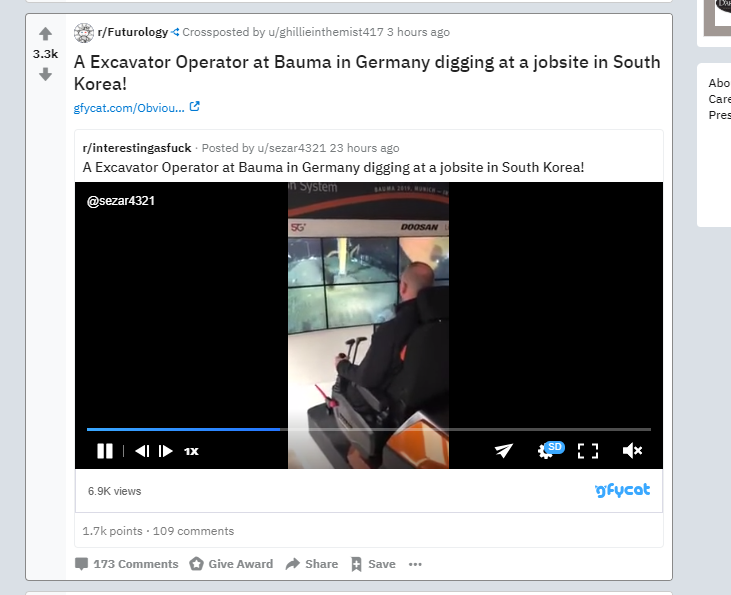 r/Futurology Crossposted by u/ghillieinthemist417 3 hours ago
3.3k
A Excavator Operator at Bauma in Germany digging at a jobsite in South
Korea!
gfycat.com/Obviou...
r/interestingasfuck · Posted by u/sezar4321 23 hours ago
A Excavator Operator at Bauma in Germany digging at a jobsite in South Korea!
@sezar4321
n System
BAUMA 2019, MUNICH –
5G
DOOSAN
1X
SD
6.9K views
gfycat
1.7k points · 109 comments
173 Comments Give Award Share Save ···
Abo
Care
Pres